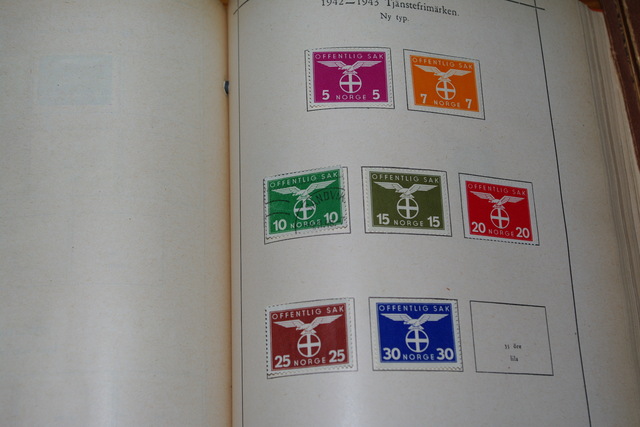 1942—1943 Tjänstefrimärken.
Ny typ.
OFFENTLIG SAK
5 5
NORGE
OFFENTLIG SAK
7 7
NORGE
OFFENTLIG SAK
10 10
NORGE
OFFENTLIG SAK
15 15
NORGE
OFFENTLIG SAK
20 20
NORGE
OFFENTLIG SAK
25 25
NORGE
OFFENTLIG SAK
30 30
NORGE
lila